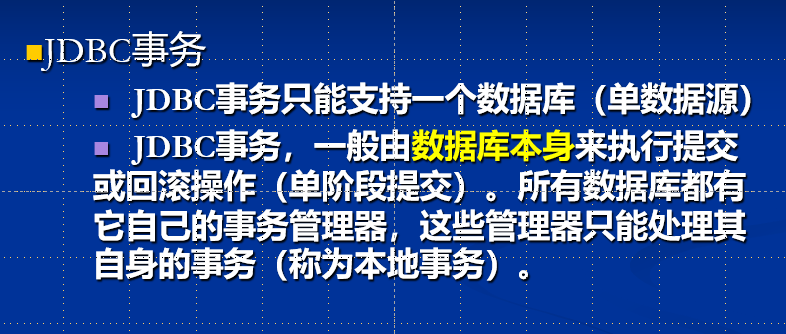 JDBC事务
JDBC事务只能支持一个数据库（单数据源）
JDBC事务，一般由数据库本身来执行提交
或回滚操作（单阶段提交）。所有数据库都有
它自己的事务管理器，这些管理器只能处理其
自身的事务（称为本地事务）。